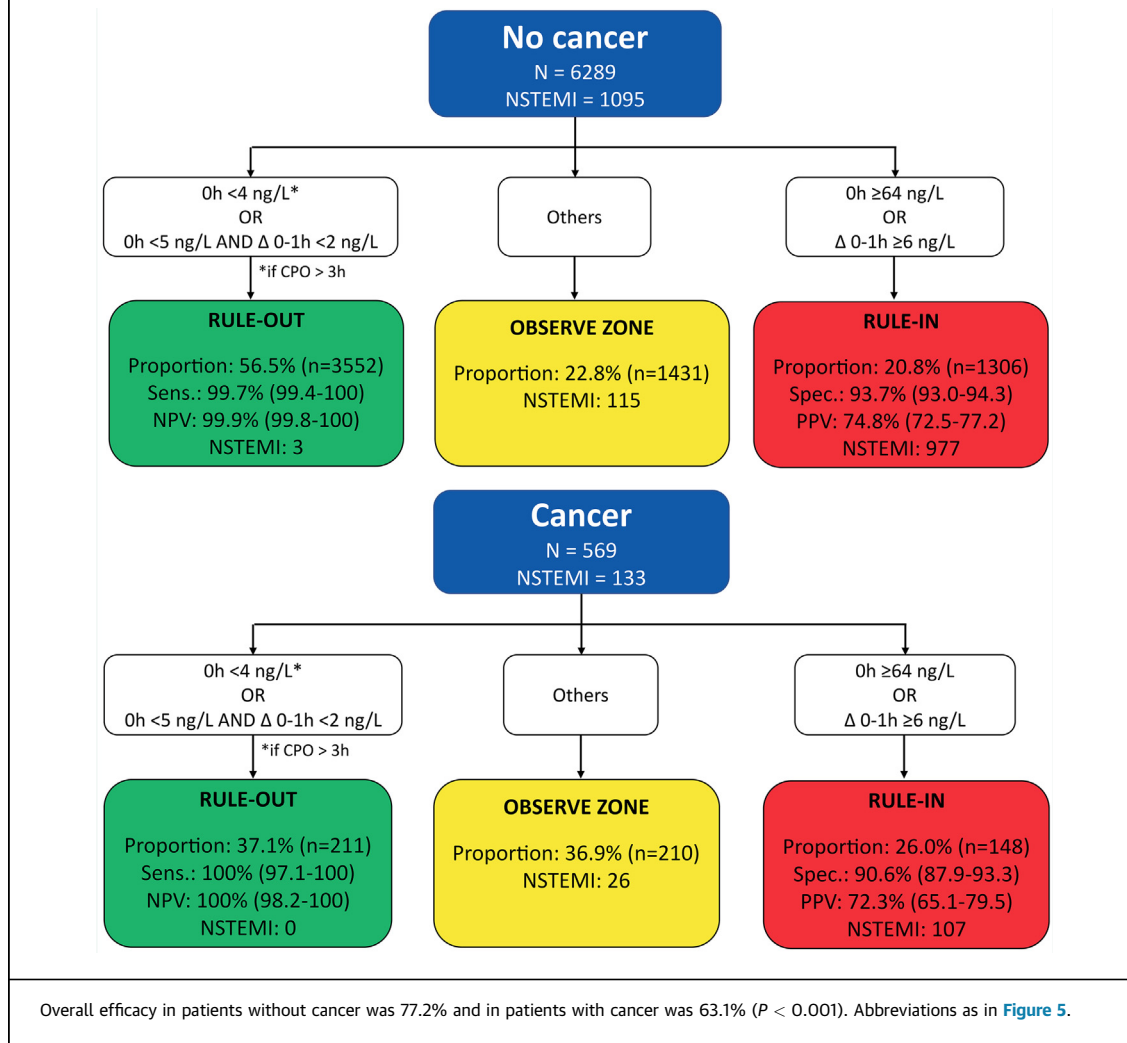 No cancer
N = 6289
NSTEMI = 1095
0h <4 ng/L*
OR
0h <5 ng/L AND Δ 0-1h <2 ng/L
Others
0h ≥64 ng/L
OR
Δ 0-1h ≥6 ng/L
*if CPO > 3h
RULE-OUT
Proportion: 56.5% (n=3552)
Sens.: 99.7% (99.4-100)
NPV: 99.9% (99.8-100)
NSTEMI: 3
OBSERVE ZONE
Proportion: 22.8% (n=1431)
NSTEMI: 115
RULE-IN
Proportion: 20.8% (n=1306)
Spec.: 93.7% (93.0-94.3)
PPV: 74.8% (72.5-77.2)
NSTEMI: 977
Cancer
N = 569
NSTEMI = 133
0h <4 ng/L*
OR
0h <5 ng/L AND Δ 0-1h <2 ng/L
Others
0h ≥64 ng/L
OR
Δ 0-1h ≥6 ng/L
*if CPO > 3h
RULE-OUT
Proportion: 37.1% (n=211)
Sens.: 100% (97.1-100)
NPV: 100% (98.2-100)
NSTEMI: 0
OBSERVE ZONE
Proportion: 36.9% (n=210)
NSTEMI: 26
RULE-IN
Proportion: 26.0% (n=148)
Spec.: 90.6% (87.9-93.3)
PPV: 72.3% (65.1-79.5)
NSTEMI: 107
Overall efficacy in patients without cancer was 77.2% and in patients with cancer was 63.1% (P < 0.001). Abbreviations as in Figure 5.